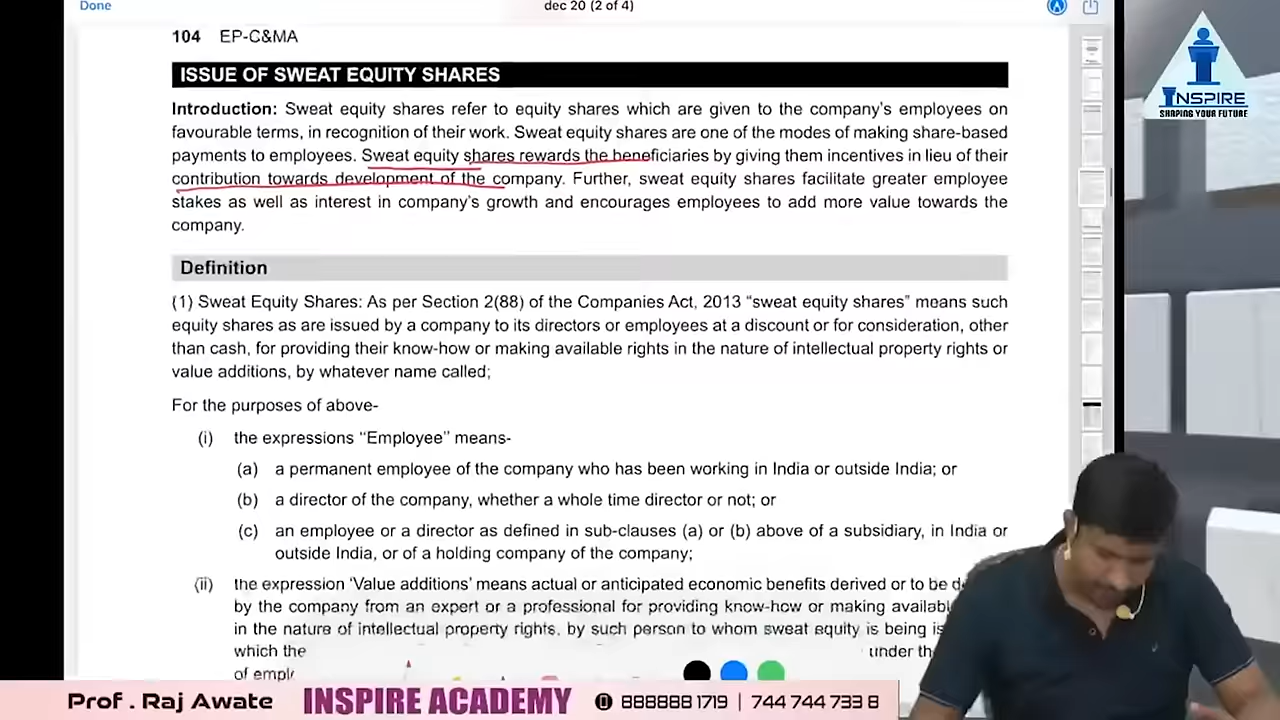 Done
dec 20 (2 of 4)
104 EP-C&MA
ISSUE OF SWEAT EQUITY SHARES
Introduction: Sweat equity shares refer to equity shares which are given to the company's employees on
favourable terms, in recognition of their work. Sweat equity shares are one of the modes of making share-based
payments to employees. Sweat equity shares rewards the beneficiaries by giving them incentives in lieu of their
contribution towards development of the company. Further, sweat equity shares facilitate greater employee
stakes as well as interest in company's growth and encourages employees to add more value towards the
company.
Definition
(1) Sweat Equity Shares: As per Section 2(88) of the Companies Act, 2013 "sweat equity shares" means such
equity shares as are issued by a company to its directors or employees at a discount or for consideration, other
than cash, for providing their know-how or making available rights in the nature of intellectual property rights or
value additions, by whatever name called;
For the purposes of above-
(i) the expressions "Employee" means-
(a) a permanent employee of the company who has been working in India or outside India; or
(b) a director of the company, whether a whole time director or not; or
(c) an employee or a director as defined in sub-clauses (a) or (b) above of a subsidiary, in India or
outside India, or of a holding company of the company;
(ii) the expression 'Value additions' means actual or anticipated economic benefits derived or to be
by the company from an expert or a professional for providing know-how or making
in the nature of intellectual property rights, by such person to whom sweat equity is being
which the under
of
INSPIRE
SHAPING YOUR FUTURE
Prof . Raj Awate INSPIRE ACADEMY 888888 1719 | 744 744 733 8